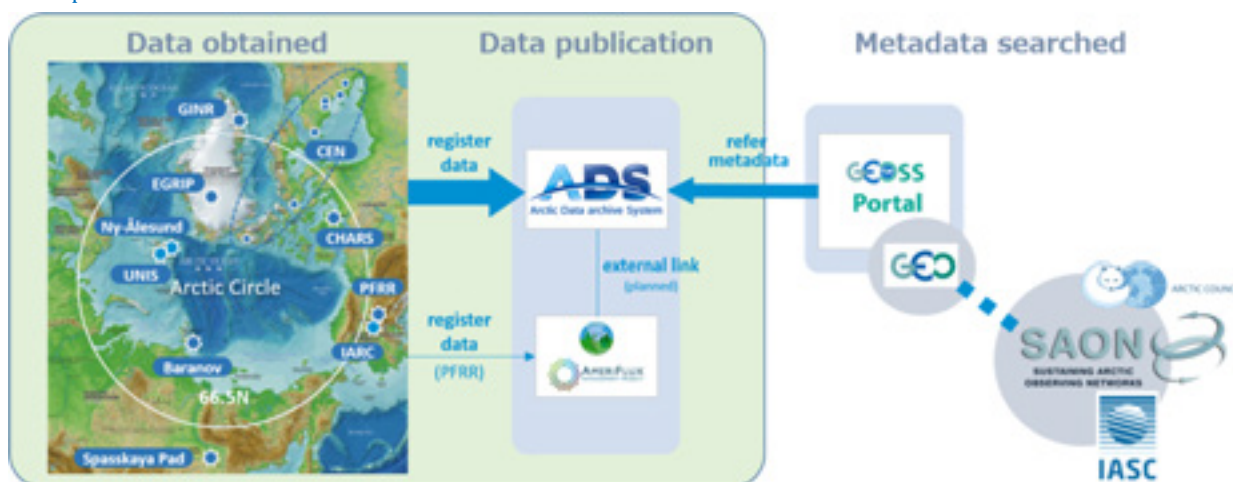 Data obtained
Data publication
Metadata searched
GINR
CEN
EGRIP
Ny-Ålesund
CHARS
UNIS
Arctic Circle
PFRR
IARC
Baranov
66.5N
Spasskaya Pad
register
data
register
data
(PFRR)
ADS
Arctic Data archive System
external link
(planned)
AMERIFLUX
refer
metadata
GEOSS
Portal
GEO
ARCTIC COUNCIL
SAON
SUSTAINING ARCTIC
OBSERVING NETWORKS
IASC